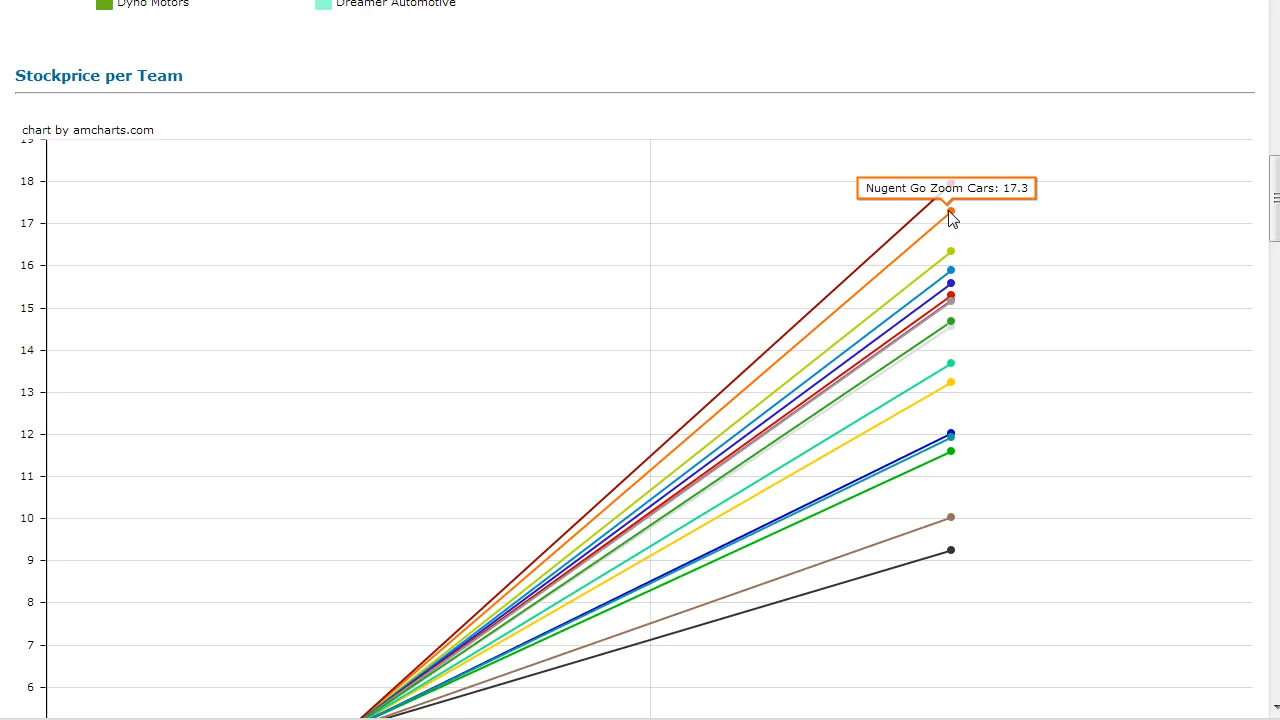 Dyno Motors
Dreamer Automotive
Stockprice per Team
chart by amcharts.com
19
18
Nugent Go Zoom Cars: 17.3
17
16
15
14
13
12
11
10
9
8
7
6